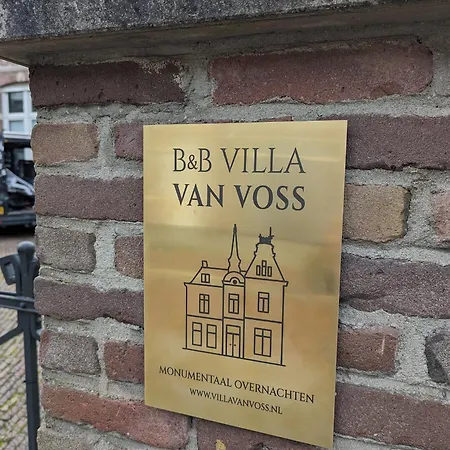 B&B VILLA
VAN VOSS
MONUMENTAAL OVERNACHTEN
WWW.VILLAVANVOSS.NL